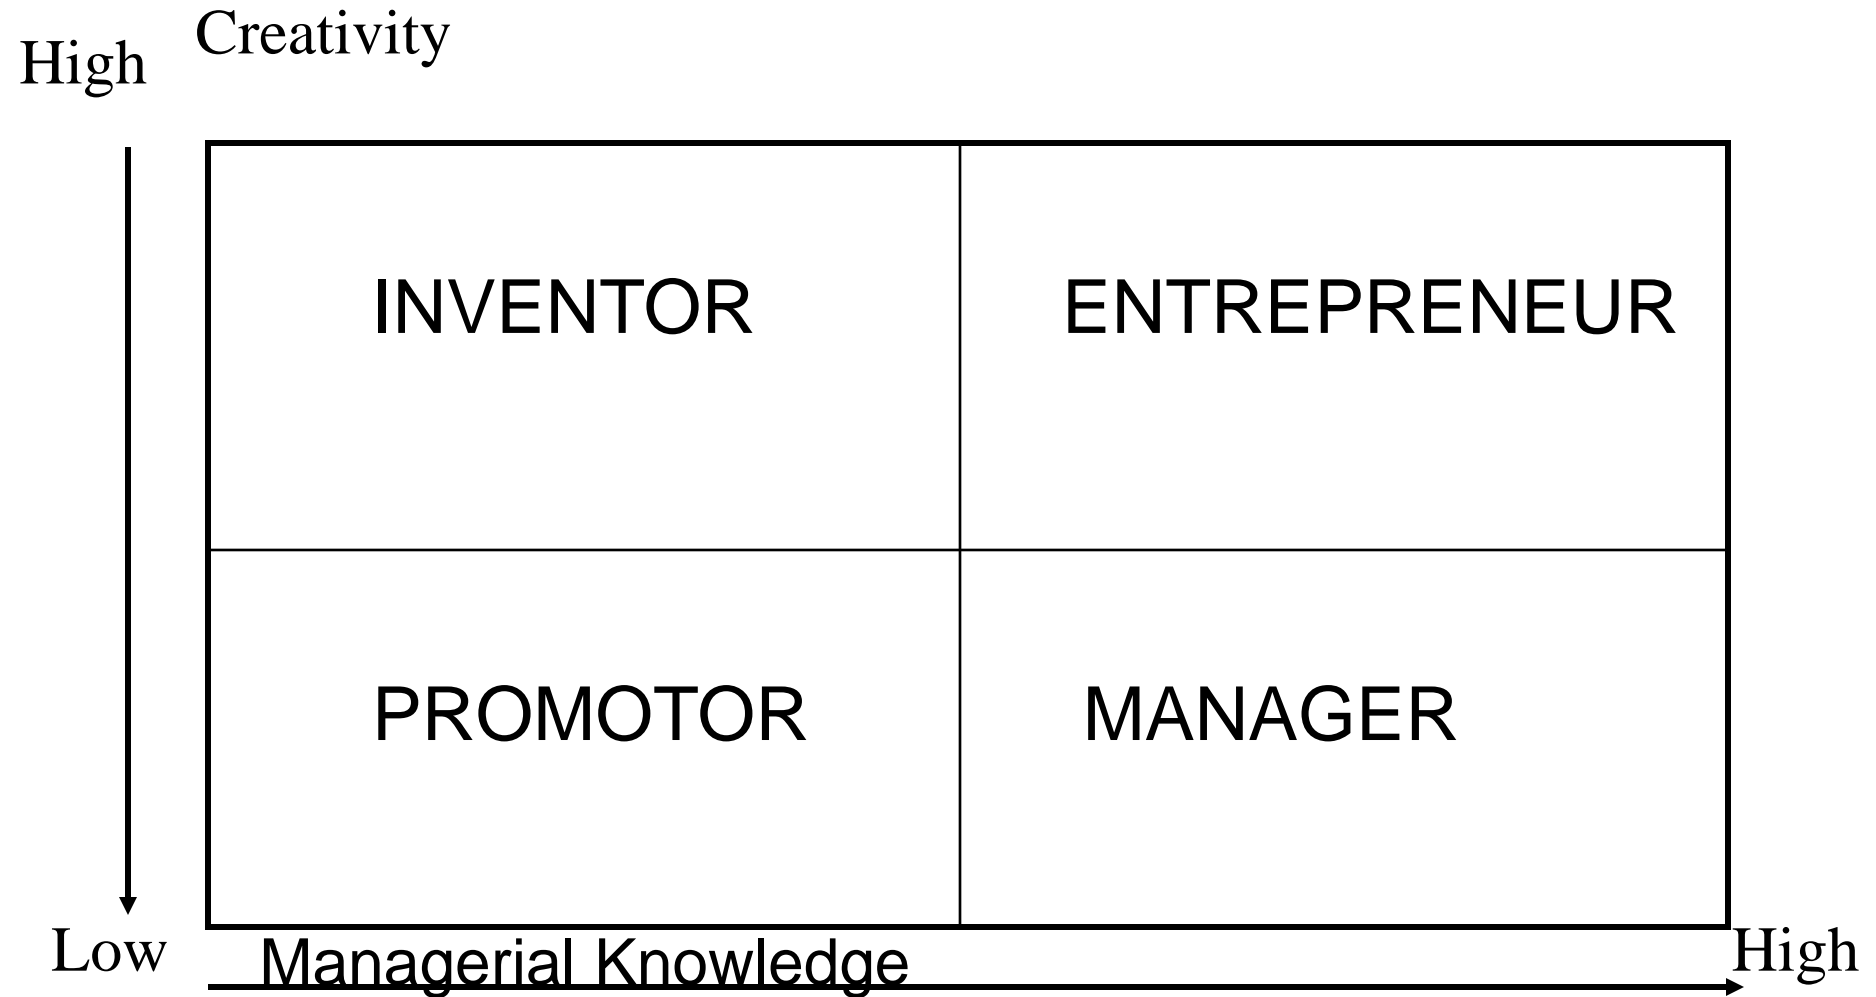 Creativity
High
INVENTOR
ENTREPRENEUR
PROMOTOR
MANAGER
Low
Managerial Knowledge
High